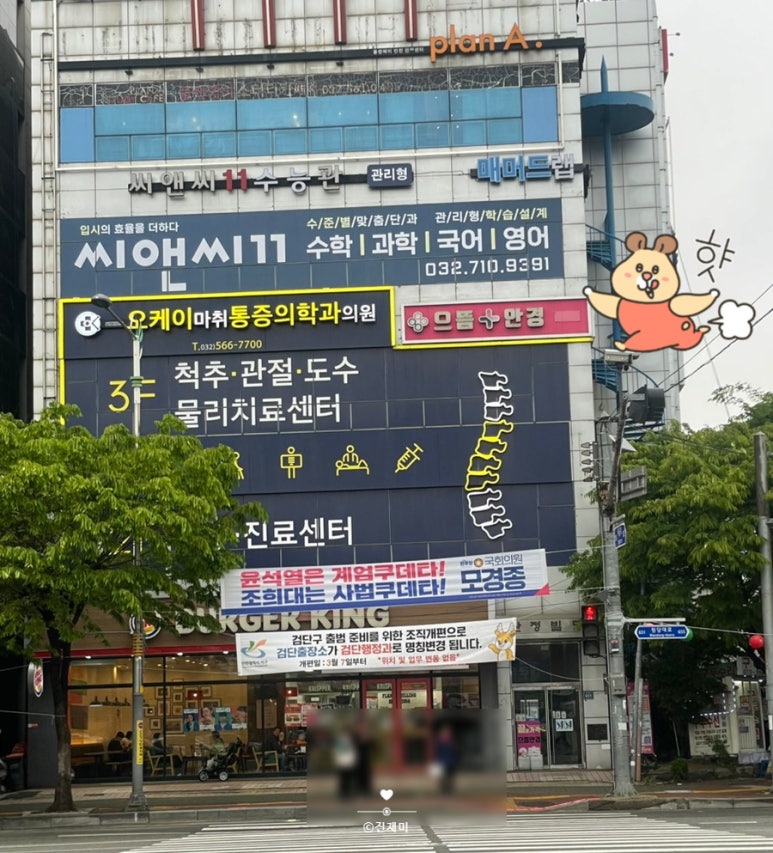 plan A.
씨앤씨11수능관 관리형
매머드랩
입시의 효율을 더하다
씨앤씨11
수·준·별·맞·춤·단·과 관·리·형·학·습·설·계
수학 | 과학 | 국어 | 영어
032.710.9391
오케이마취통증의학과의원
T.032)566-7700
으뜸 안경
3F 척추·관절·도수
물리치료센터
진료센터
윤석열은 계엄쿠데타!
조희대는 사법쿠데타!
국회의원
모경종
BURGER KING
검단구 출범 준비를 위한 조직개편으로
검단출장소가 검단행정과로 명칭변경 됩니다.
개편일 : 3월 7일부터 *위치 및 업무 변동 없음*
핫
©진제미